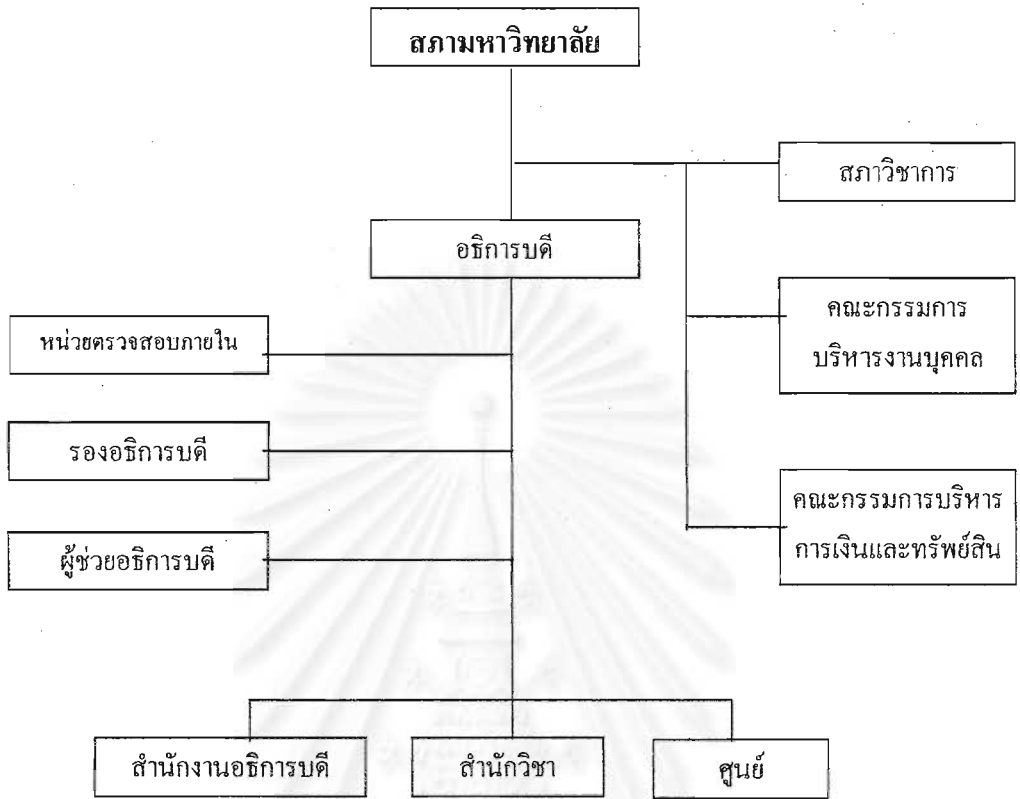 สภามหาวิทยาลัย
สภาวิชาการ
อธิการบดี
คณะกรรมการ
บริหารงานบุคคล
หน่วยตรวจสอบภายใน
รองอธิการบดี
คณะกรรมการบริหาร
การเงินและทรัพย์สิน
ผู้ช่วยอธิการบดี
สำนักงานอธิการบดี
สำนักวิชา
ศูนย์